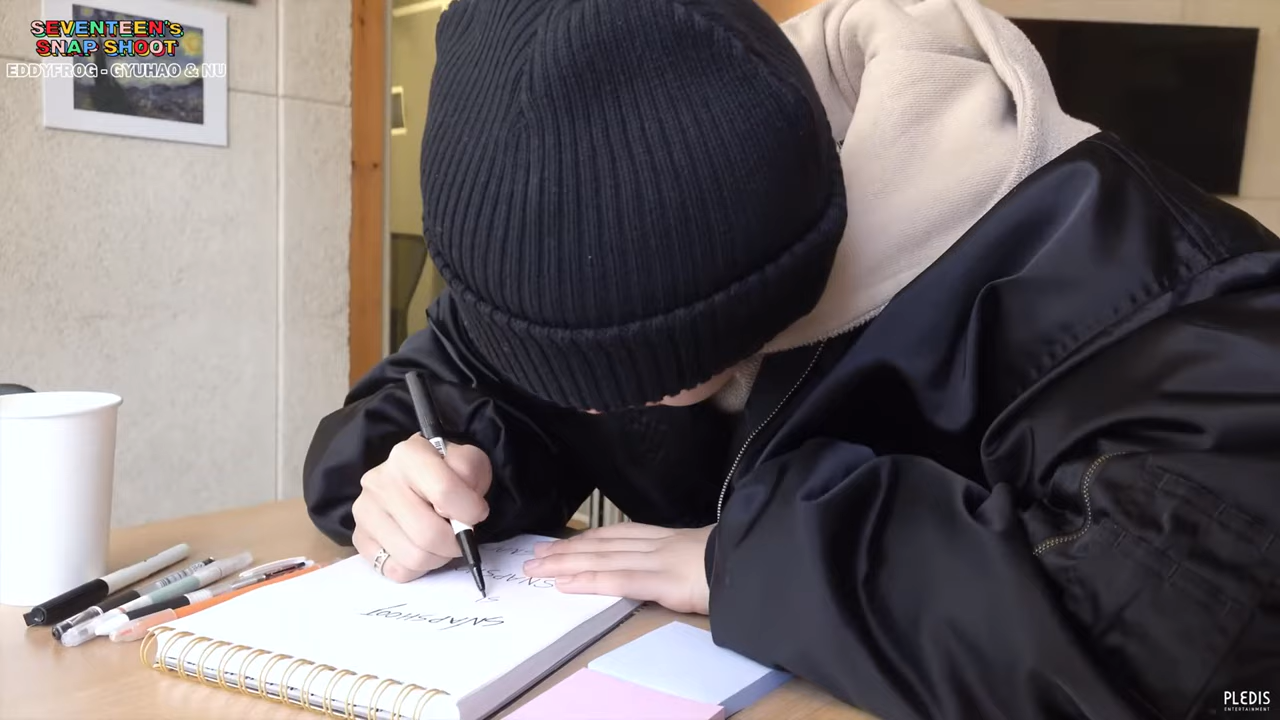 SEVENTEEN's
SNAP SHOOT
EDDYFROG - GYUHAO & NU
SNAPSHOOT
PLEDIS
ENTERTAINMENT